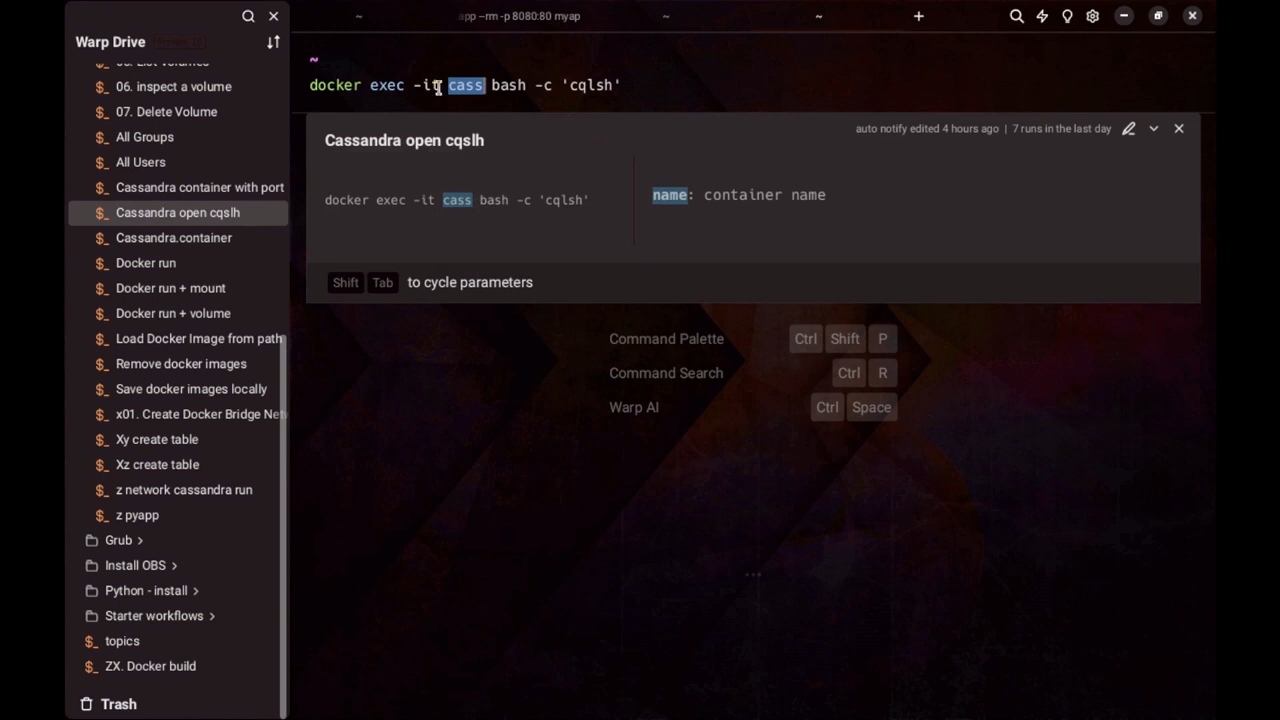 Warp Drive
06. inspect a volume
07. Delete Volume
All Groups
All Users
Cassandra container with port
Cassandra open cqslh
Cassandra.container
Docker run
Docker run + mount
Docker run + volume
Load Docker Image from path
Remove docker images
Save docker images locally
x01. Create Docker Bridge Net
Xy create table
Xz create table
z network cassandra run
z pyapp
Grub
Install OBS
Python - install
Starter workflows
topics
ZX. Docker build
Trash
~
app --rm -p 8080:80 myap
~
~
~
docker exec -it cass bash -c 'cqlsh'
Cassandra open cqslh
auto notify edited 4 hours ago | 7 runs in the last day
docker exec -it cass bash -c 'cqlsh'
name: container name
Shift Tab to cycle parameters
Command Palette Ctrl Shift P
Command Search Ctrl R
Warp AI Ctrl Space